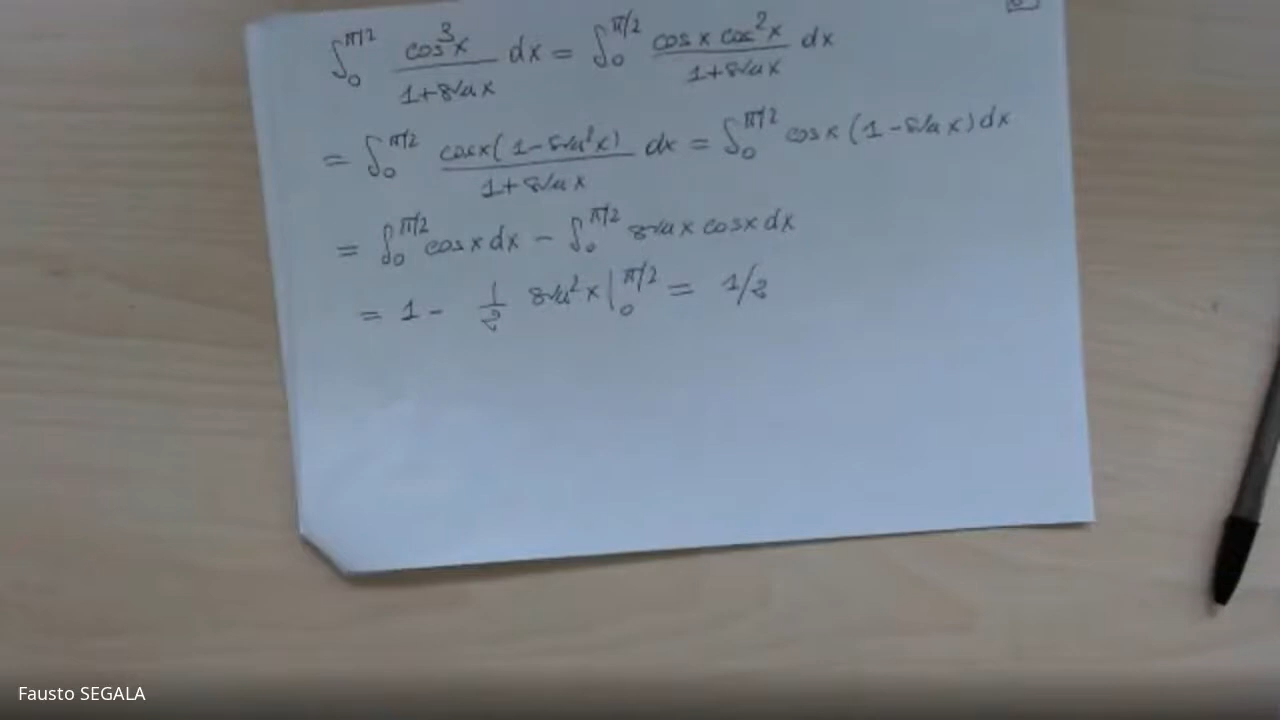 ∫₀^{π/2} cos³x / (1+sin x) dx = ∫₀^{π/2} cos x cos²x / (1+sin x) dx
= ∫₀^{π/2} cos x (1 - sin²x) / (1+sin x) dx = ∫₀^{π/2} cos x (1 - sin x) dx
= ∫₀^{π/2} cos x dx - ∫₀^{π/2} sin x cos x dx
= 1 - 1/2 sin²x |₀^{π/2} = 1/2
Fausto SEGALA